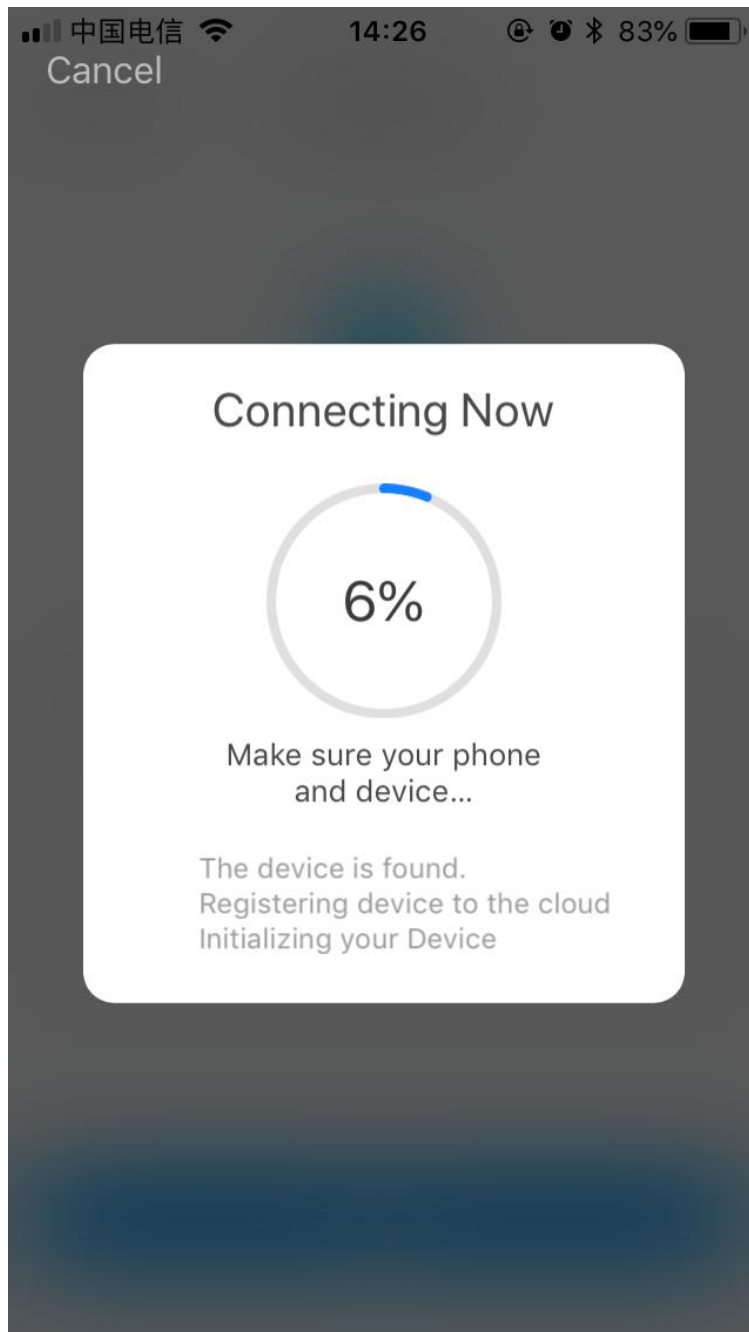 中国电信 14:26 83%
Cancel
Connecting Now
6%
Make sure your phone
and device...
The device is found.
Registering device to the cloud
Initializing your Device